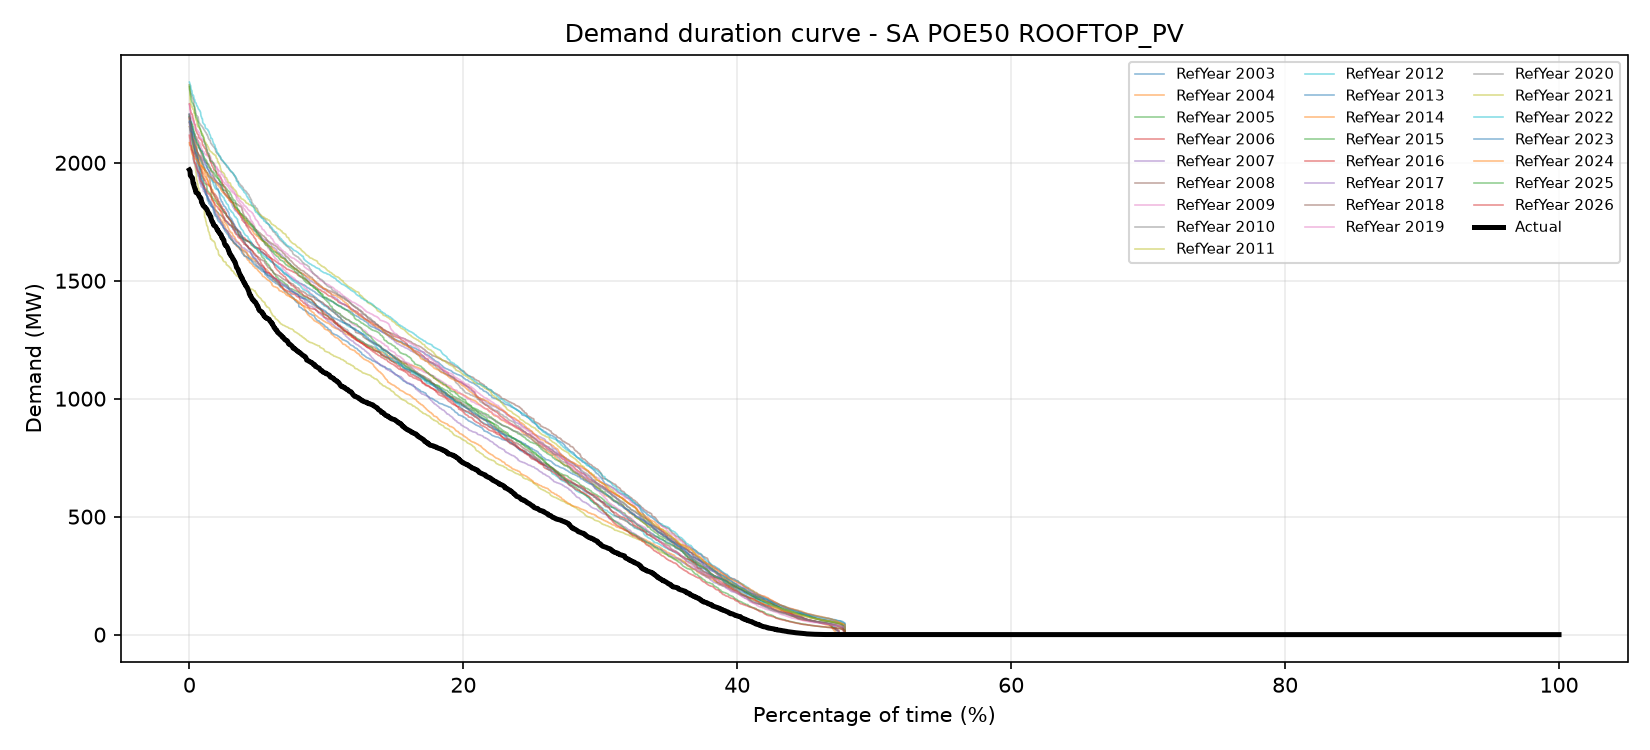 Demand duration curve - SA POE50 ROOFTOP_PV
Demand (MW)
2000
1500
1000
500
0
0
20
40
60
80
100
Percentage of time (%)
RefYear 2003
RefYear 2004
RefYear 2005
RefYear 2006
RefYear 2007
RefYear 2008
RefYear 2009
RefYear 2010
RefYear 2011
RefYear 2012
RefYear 2013
RefYear 2014
RefYear 2015
RefYear 2016
RefYear 2017
RefYear 2018
RefYear 2019
RefYear 2020
RefYear 2021
RefYear 2022
RefYear 2023
RefYear 2024
RefYear 2025
RefYear 2026
Actual